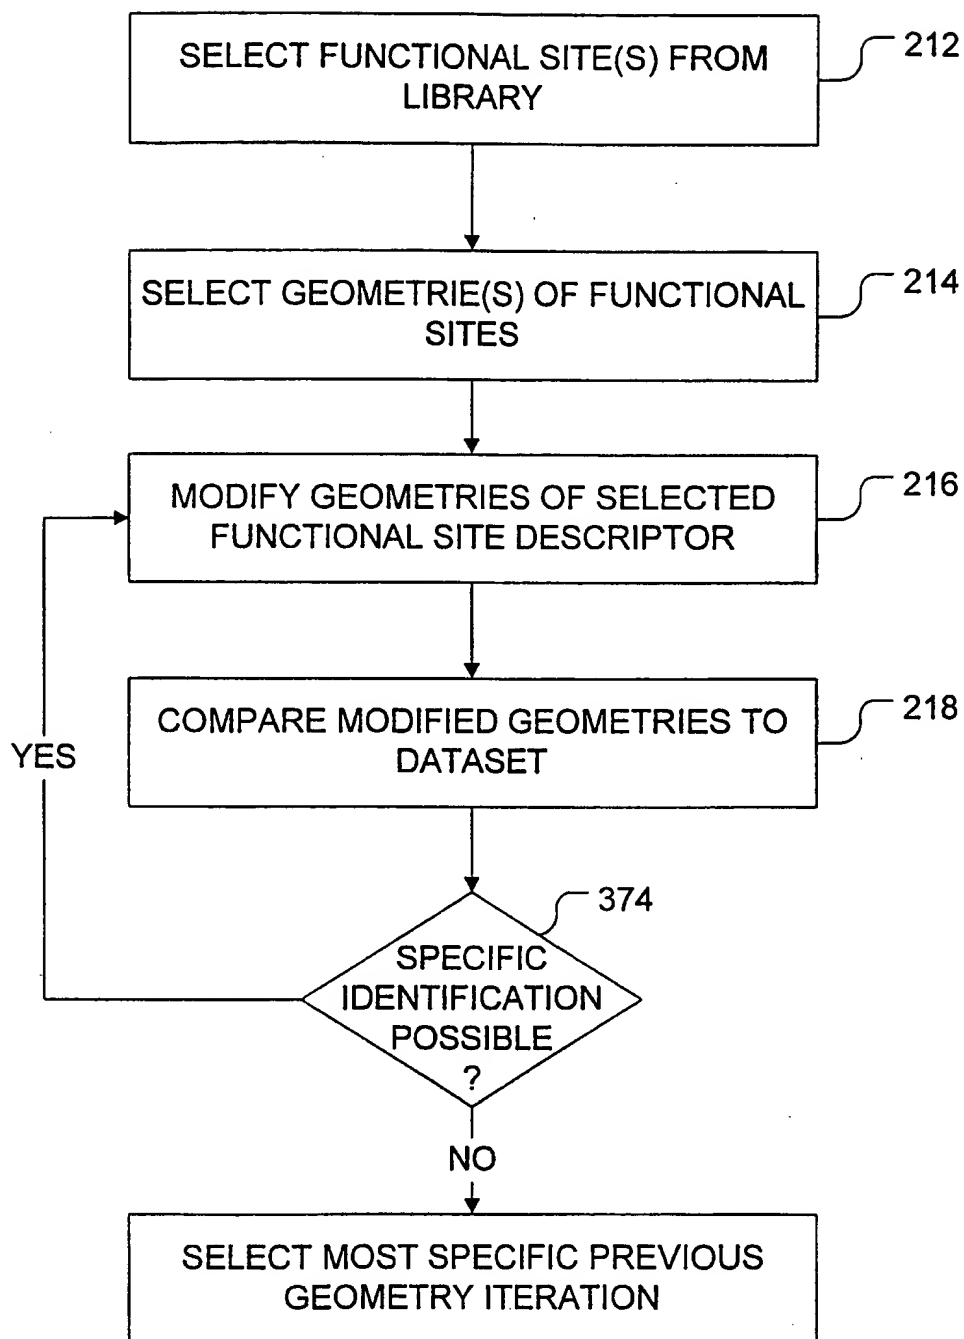 SELECT FUNCTIONAL SITE(S) FROM
LIBRARY
212
SELECT GEOMETRIE(S) OF FUNCTIONAL
SITES
214
MODIFY GEOMETRIES OF SELECTED
FUNCTIONAL SITE DESCRIPTOR
216
COMPARE MODIFIED GEOMETRIES TO
DATASET
218
YES
374
SPECIFIC
IDENTIFICATION
POSSIBLE
?
NO
SELECT MOST SPECIFIC PREVIOUS
GEOMETRY ITERATION